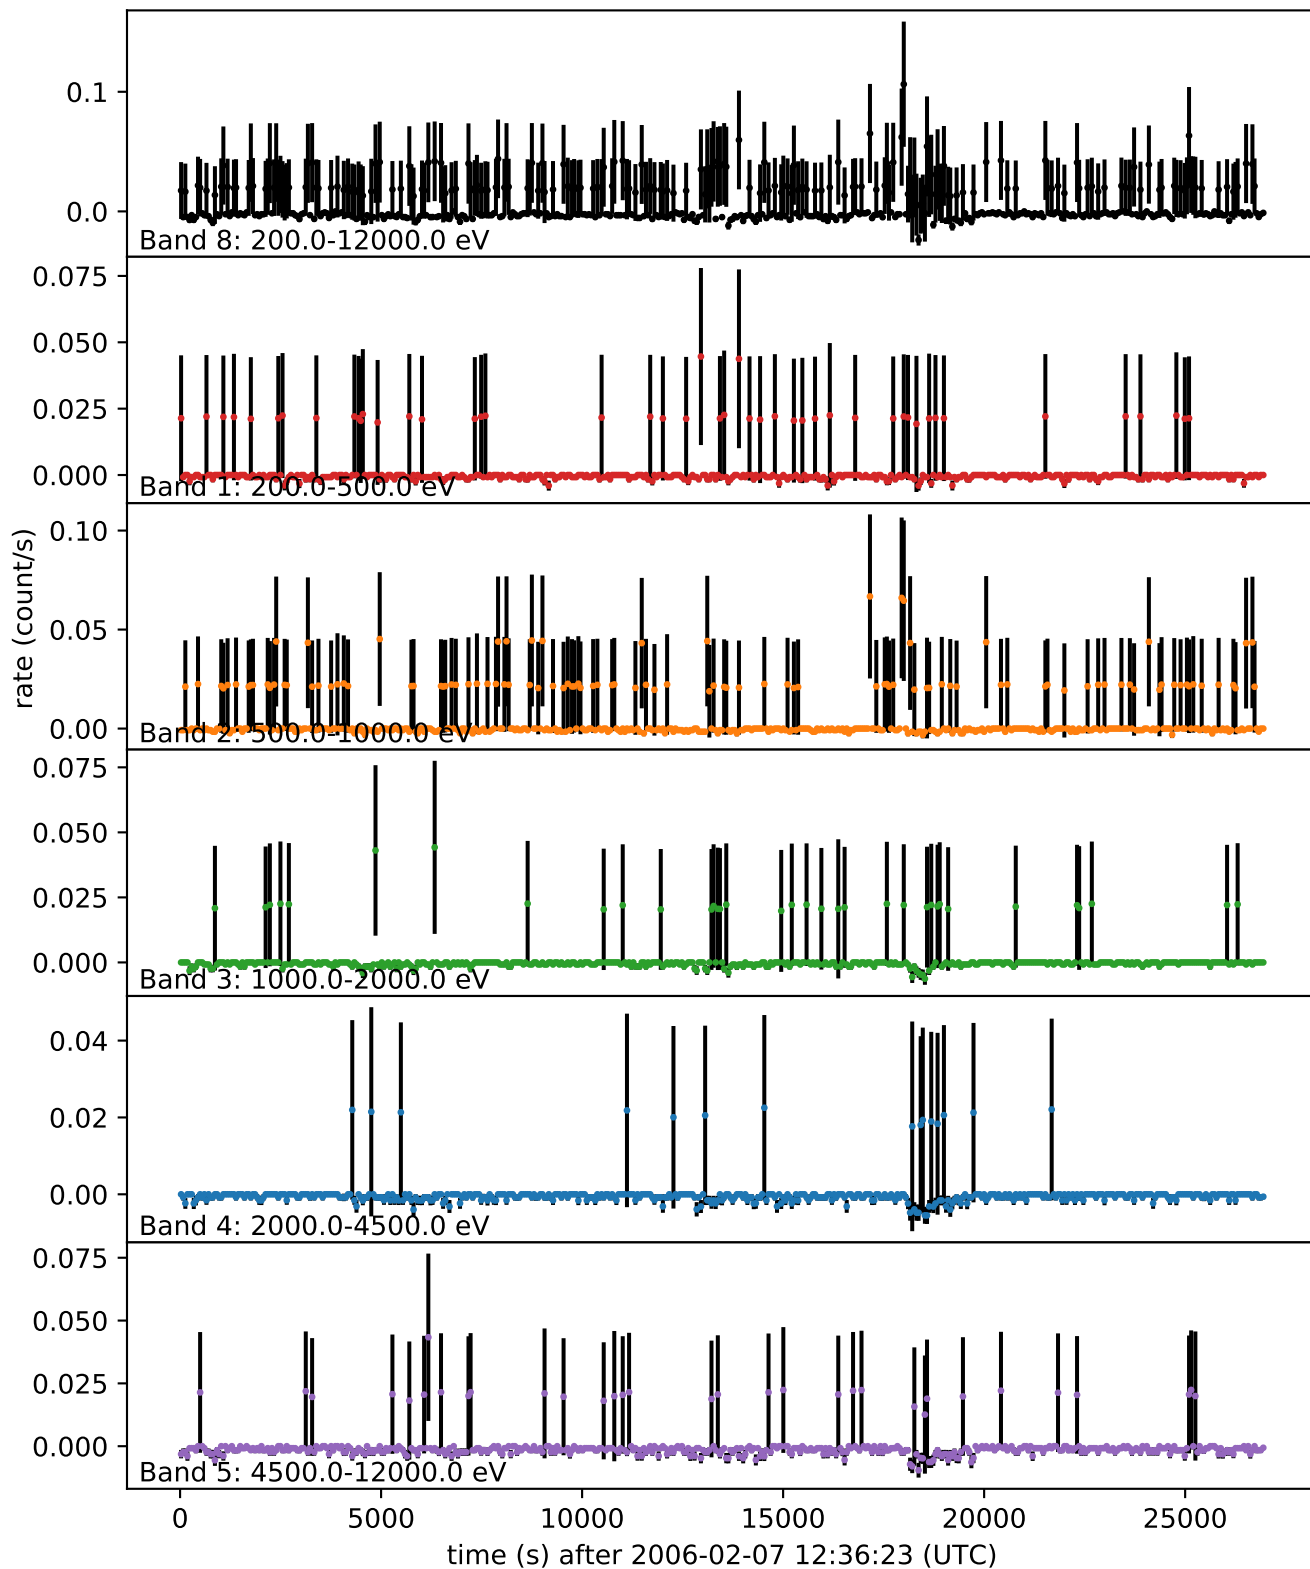 0.1
0.0
Band 8: 200.0-12000.0 eV
0.075
0.050
0.025
0.000
Band 1: 200.0-500.0 eV
rate (count/s)
0.10
0.05
0.00
Band 2: 500.0-1000.0 eV
0.075
0.050
0.025
0.000
Band 3: 1000.0-2000.0 eV
0.04
0.02
0.00
Band 4: 2000.0-4500.0 eV
0.075
0.050
0.025
0.000
Band 5: 4500.0-12000.0 eV
0 5000 10000 15000 20000 25000
time (s) after 2006-02-07 12:36:23 (UTC)